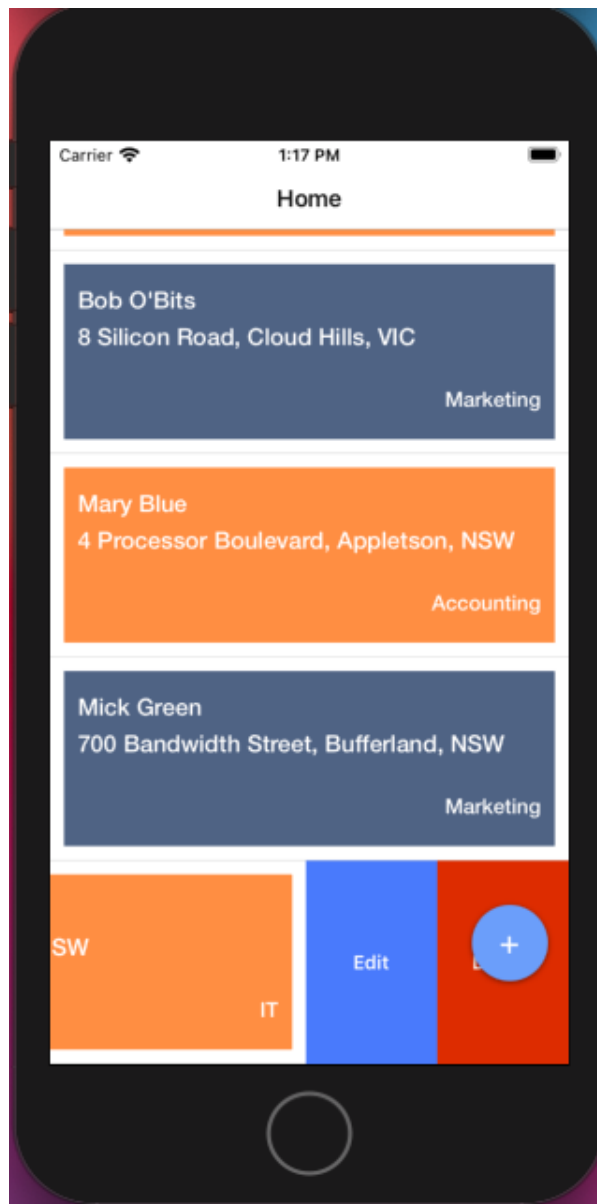 Carrier 1:17 PM
Home
Bob O'Bits
8 Silicon Road, Cloud Hills, VIC
Marketing
Mary Blue
4 Processor Boulevard, Appletson, NSW
Accounting
Mick Green
700 Bandwidth Street, Bufferland, NSW
Marketing
SW
IT
Edit
+